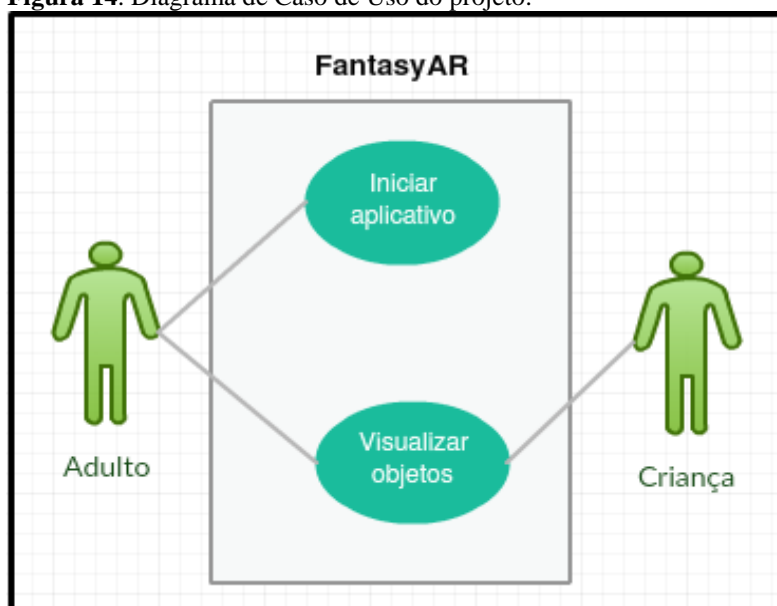 Figura 14: Diagrama de Caso de Uso do projeto.
FantasyAR
Iniciar
aplicativo
Adulto
Visualizar
objetos
Criança